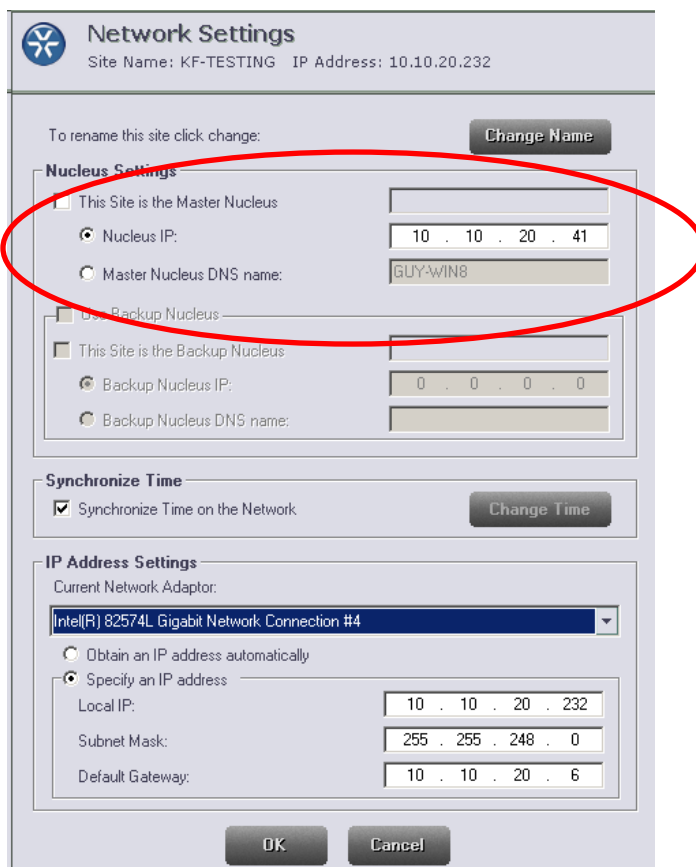 Network Settings
Site Name: KF-TESTING IP Address: 10.10.20.232
To rename this site click change:
Change Name
Nucleus Settings
This Site is the Master Nucleus
Nucleus IP: 10 . 10 . 20 . 41
Master Nucleus DNS name: GUY-WIN8
Use Backup Nucleus
This Site is the Backup Nucleus
Backup Nucleus IP: 0 . 0 . 0 . 0
Backup Nucleus DNS name:
Synchronize Time
Synchronize Time on the Network Change Time
IP Address Settings
Current Network Adaptor:
Intel(R) 82574L Gigabit Network Connection #4
Obtain an IP address automatically
Specify an IP address
Local IP: 10 . 10 . 20 . 232
Subnet Mask: 255 . 255 . 248 . 0
Default Gateway: 10 . 10 . 20 . 6
OK Cancel